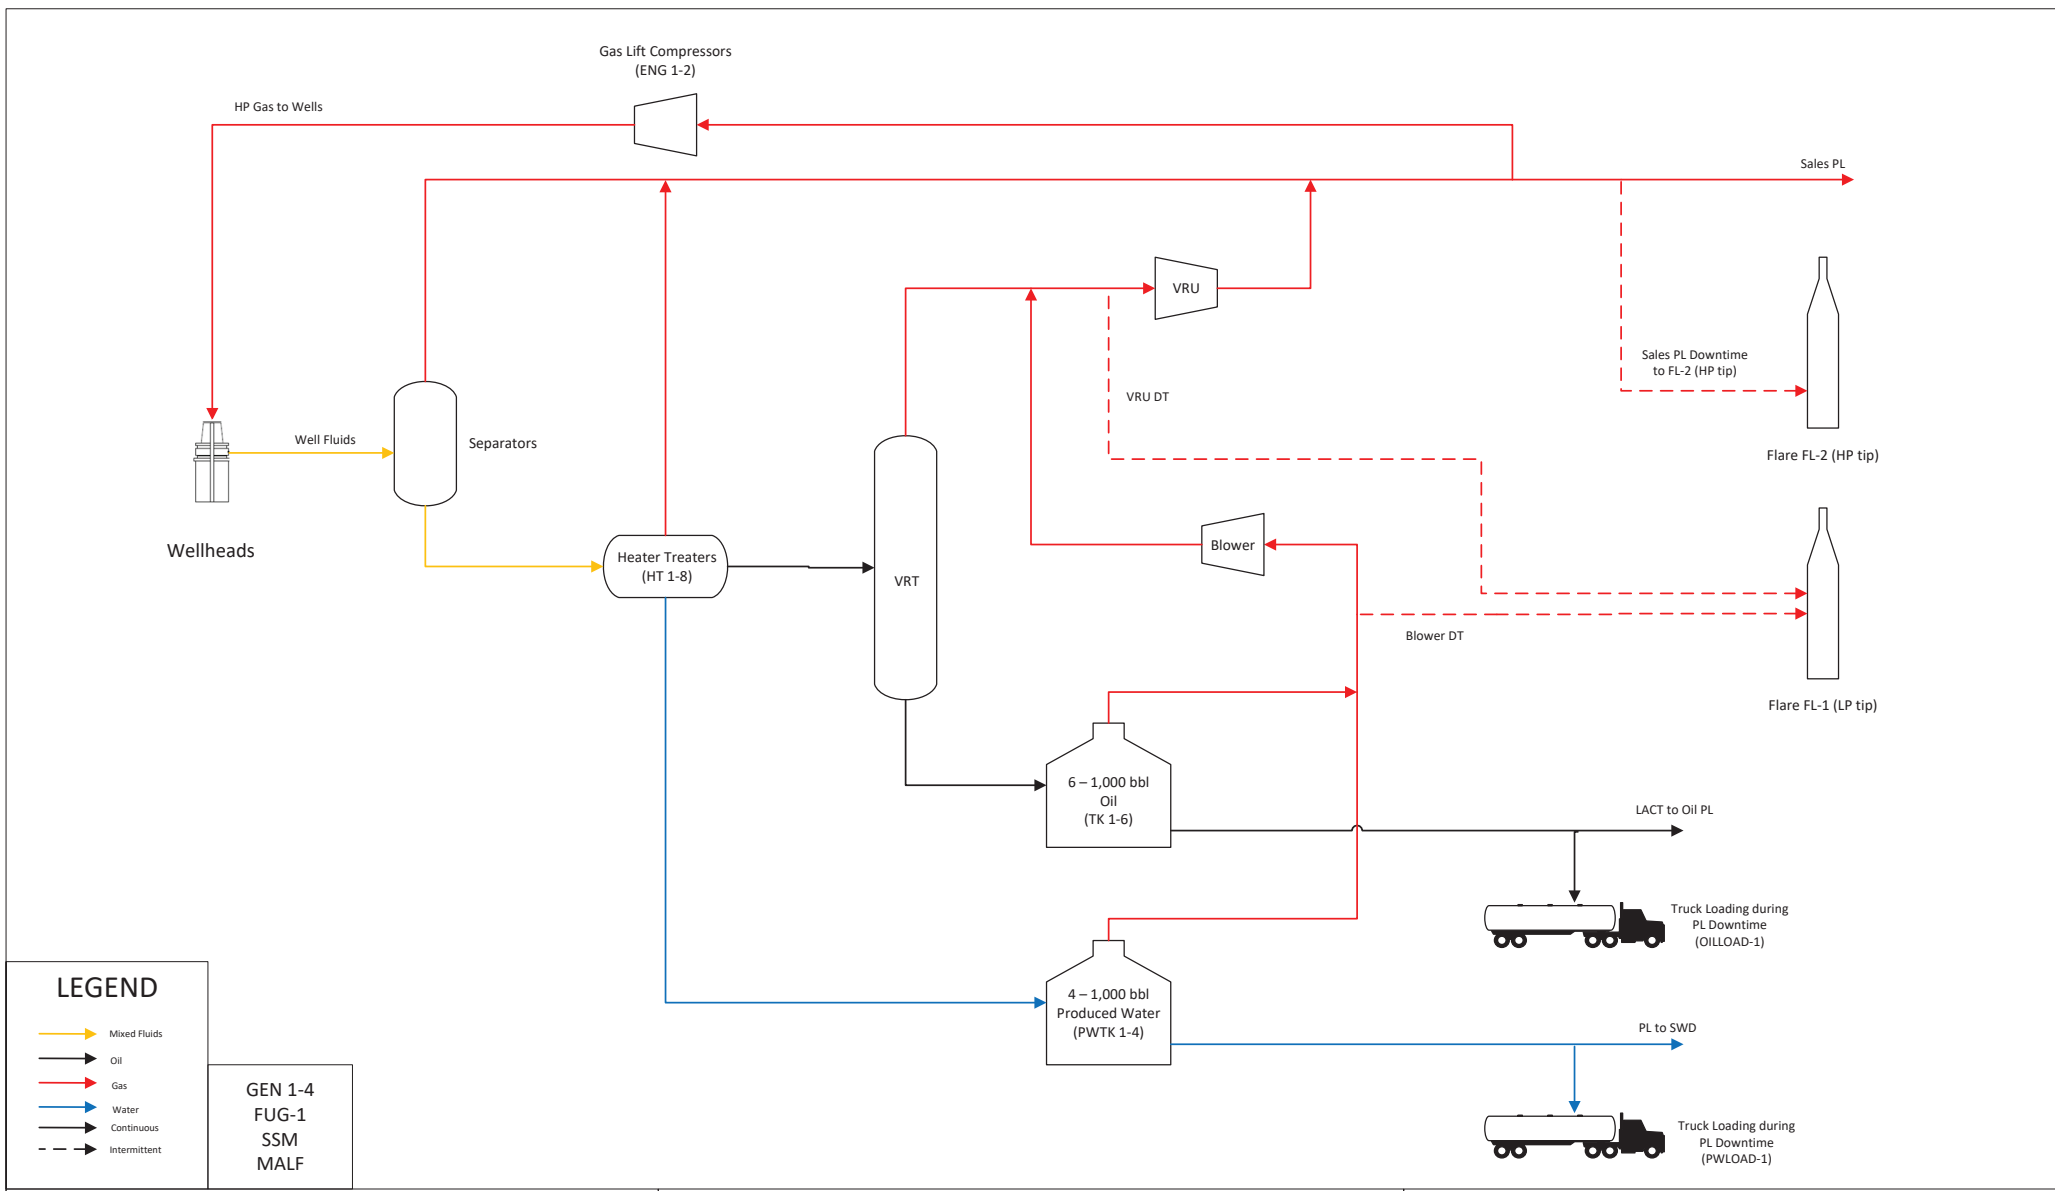 Gas Lift Compressors
(ENG 1-2)
HP Gas to Wells
Sales PL
VRU
Sales PL Downtime
to FL-2 (HP tip)
VRU DT
Well Fluids
Separators
Flare FL-2 (HP tip)
Wellheads
Heater Treaters
(HT 1-8)
Blower
VRT
Blower DT
Flare FL-1 (LP tip)
6 – 1,000 bbl
Oil
(TK 1-6)
LACT to Oil PL
Truck Loading during
PL Downtime
(OILLOAD-1)
4 – 1,000 bbl
Produced Water
(PWTK 1-4)
PL to SWD
Truck Loading during
PL Downtime
(PWLOAD-1)
LEGEND
Mixed Fluids
Oil
Gas
Water
Continuous
Intermittent
GEN 1-4
FUG-1
SSM
MALF